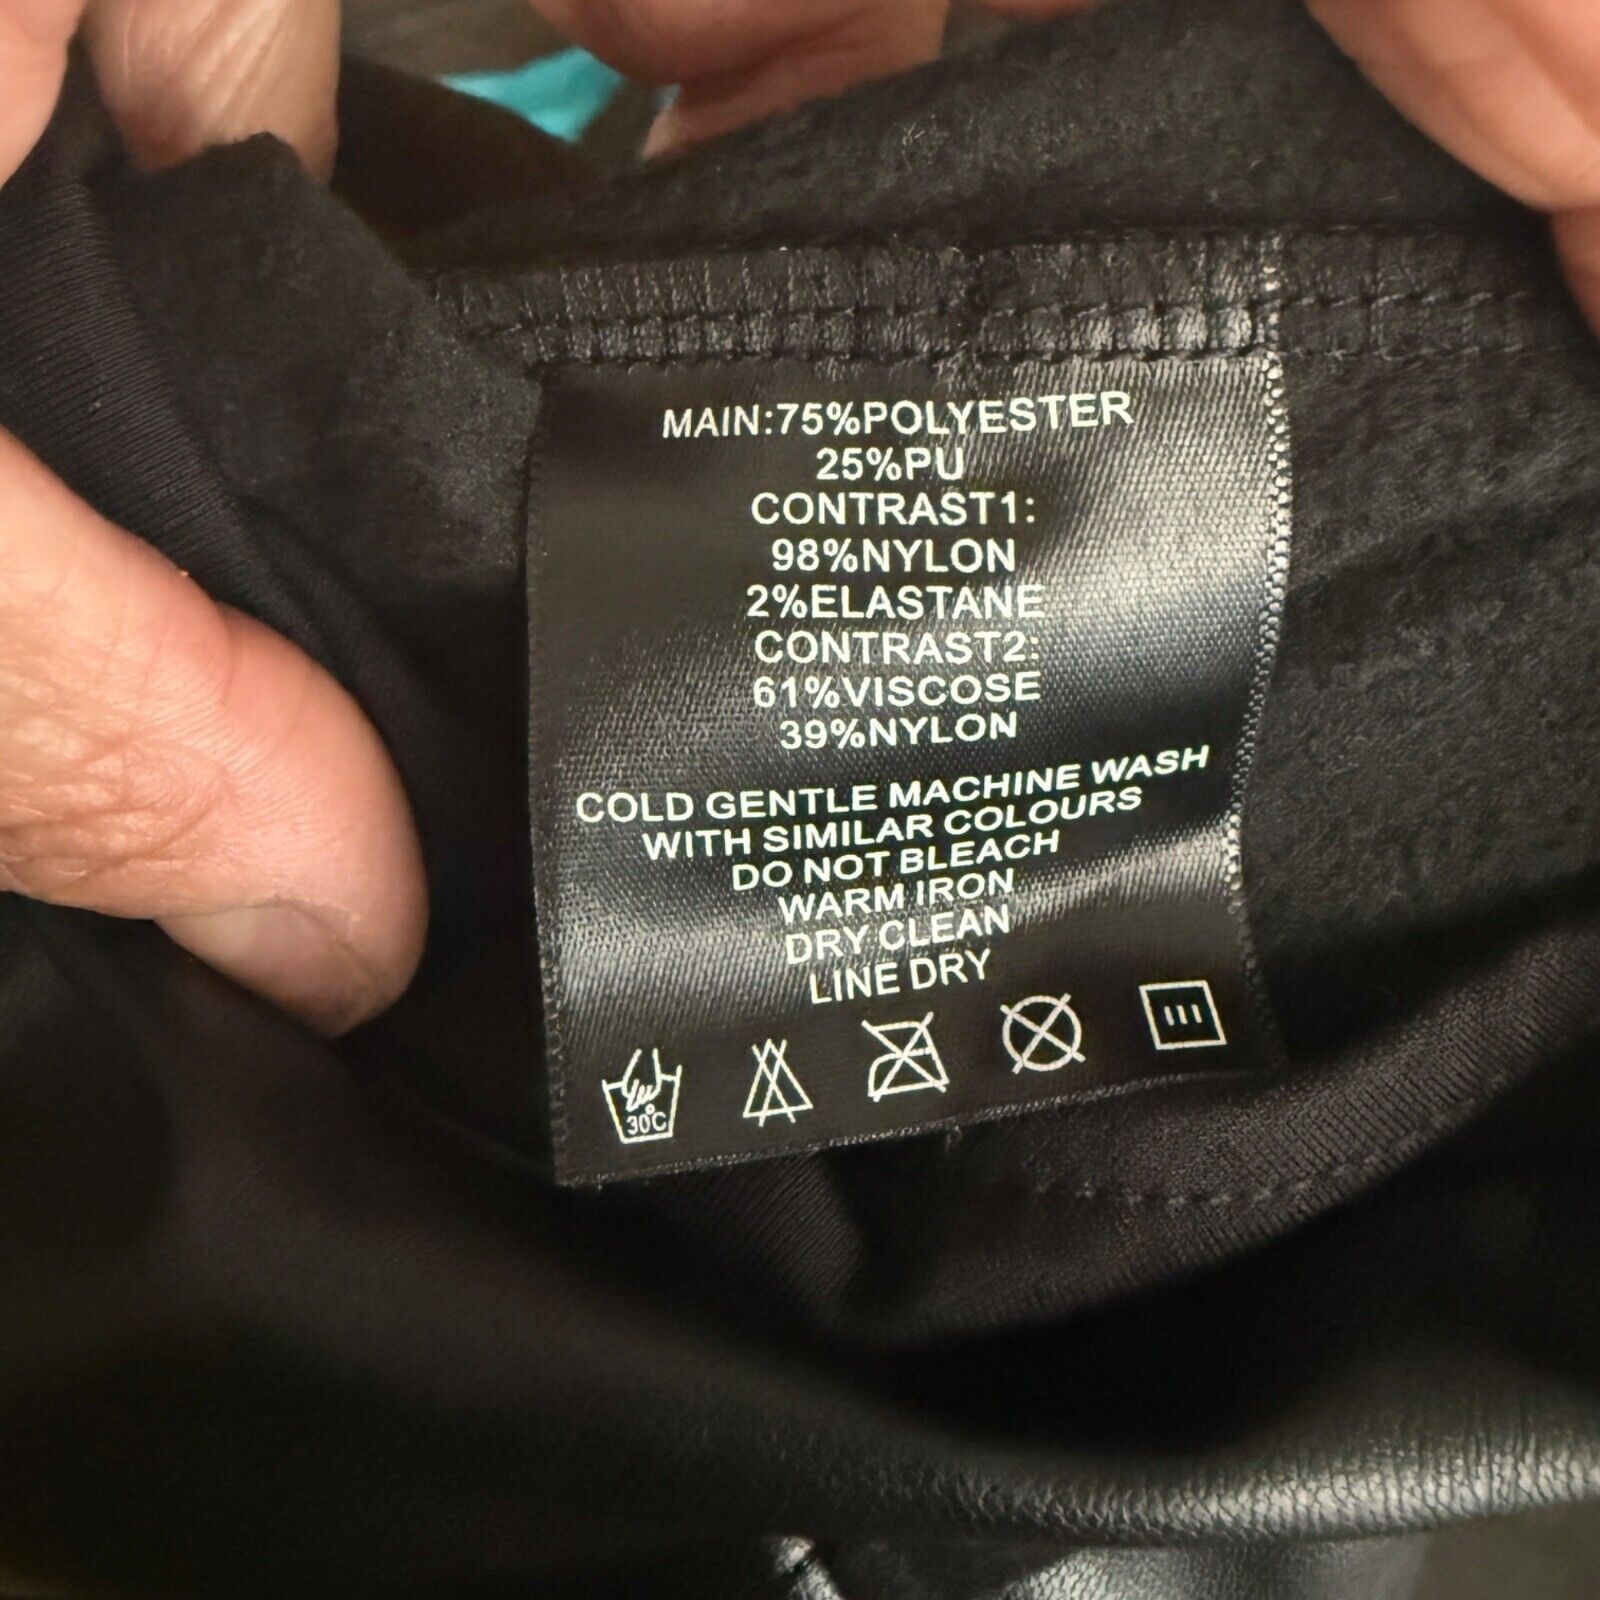 MAIN:75%POLYESTER
25%PU
CONTRAST1:
98%NYLON
2%ELASTANE
CONTRAST2:
61%VISCOSE
39%NYLON
COLD GENTLE MACHINE WASH
WITH SIMILAR COLOURS
DO NOT BLEACH
WARM IRON
DRY CLEAN
LINE DRY
30°C